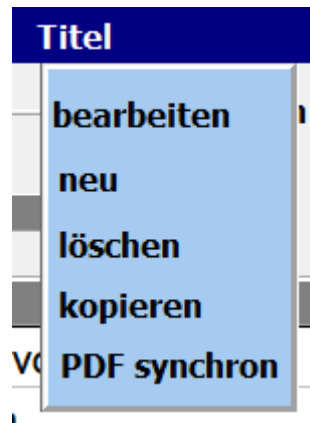 Titel
bearbeiten
neu
löschen
kopieren
PDF synchron